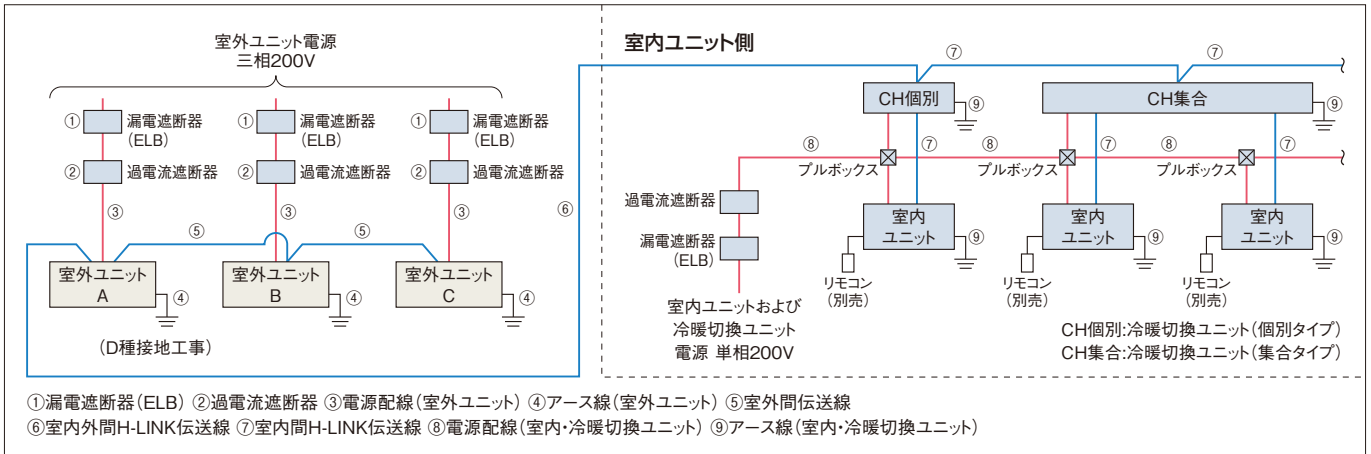 室外ユニット電源
三相200V
① 漏電遮断器
(ELB)
① 漏電遮断器
(ELB)
① 漏電遮断器
(ELB)
② 過電流遮断器
② 過電流遮断器
② 過電流遮断器
③
③
③
⑤
⑤
⑥
室外ユニット
A
④
室外ユニット
B
④
室外ユニット
C
④
(D種接地工事)
室内ユニット側
⑦
⑦
CH個別
⑨
CH集合
⑨
⑧
⑦
⑧
⑦
⑧
⑦
プルボックス
プルボックス
プルボックス
過電流遮断器
漏電遮断器
(ELB)
室内ユニットおよび
冷暖切換ユニット
電源 単相200V
室内
ユニット
⑨
室内
ユニット
⑨
室内
ユニット
⑨
リモコン
(別売)
リモコン
(別売)
リモコン
(別売)
CH個別:冷暖切換ユニット(個別タイプ)
CH集合:冷暖切換ユニット(集合タイプ)
①漏電遮断器(ELB) ②過電流遮断器 ③電源配線(室外ユニット) ④アース線(室外ユニット) ⑤室外間伝送線
⑥室内外間H-LINK伝送線 ⑦室内間H-LINK伝送線 ⑧電源配線(室内・冷暖切換ユニット) ⑨アース線(室内・冷暖切換ユニット)